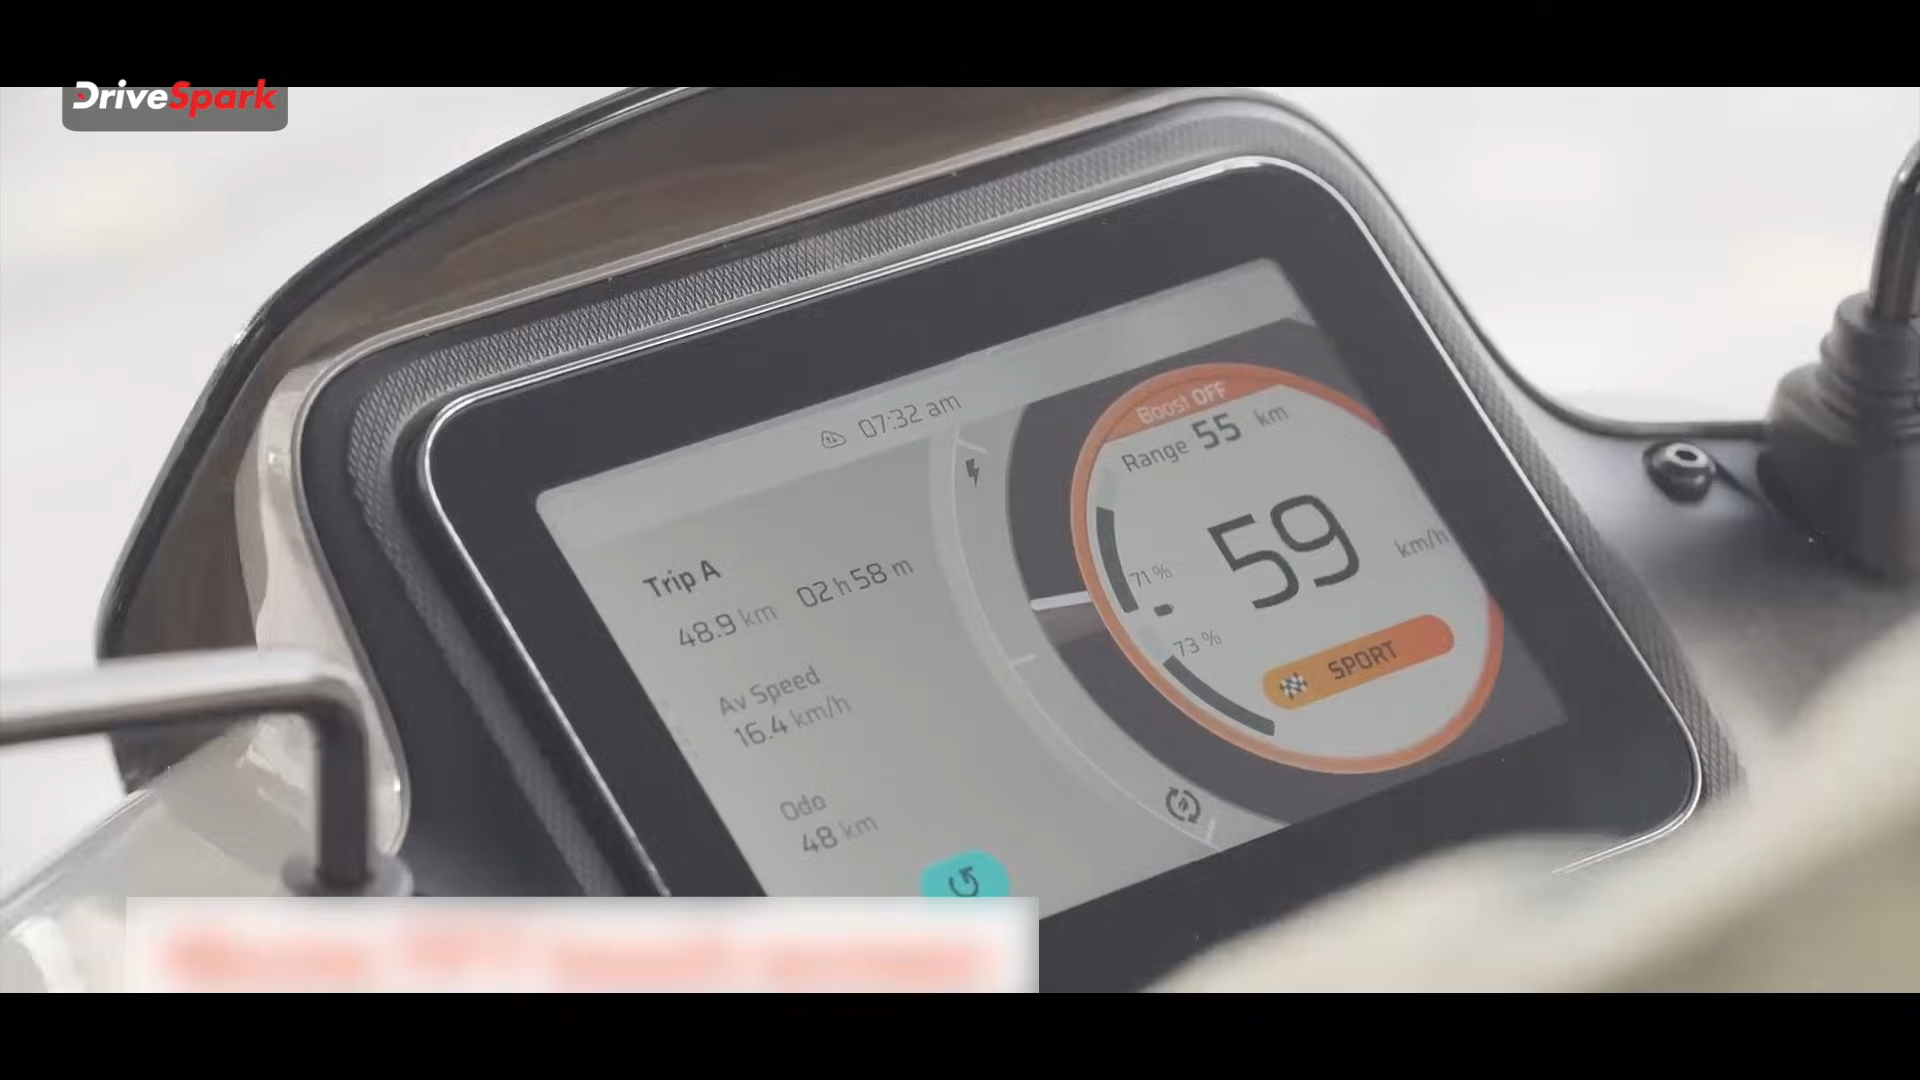 DriveSpark
07:32 am
Boost OFF
Range 55 km
59 km/h
71 %
73 %
SPORT
Trip A
48.9 km 02 h 58 m
Av Speed
16.4 km/h
Odo
48 km